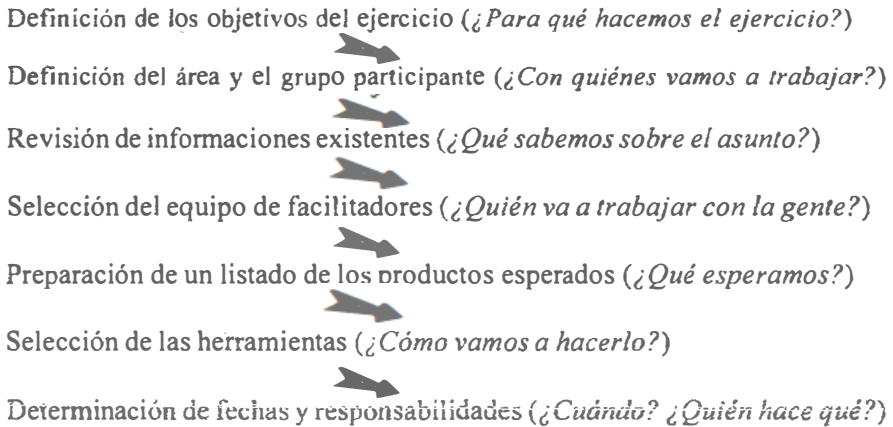 Definición de los objetivos del ejercicio (¿Para qué hacemos el ejercicio?)
Definición del área y el grupo participante (¿Con quiénes vamos a trabajar?)
Revisión de informaciones existentes (¿Qué sabemos sobre el asunto?)
Selección del equipo de facilitadores (¿Quién va a trabajar con la gente?)
Preparación de un listado de los productos esperados (¿Qué esperamos?)
Selección de las herramientas (¿Cómo vamos a hacerlo?)
Determinación de fechas y responsabilidades (¿Cuándo? ¿Quién hace qué?)